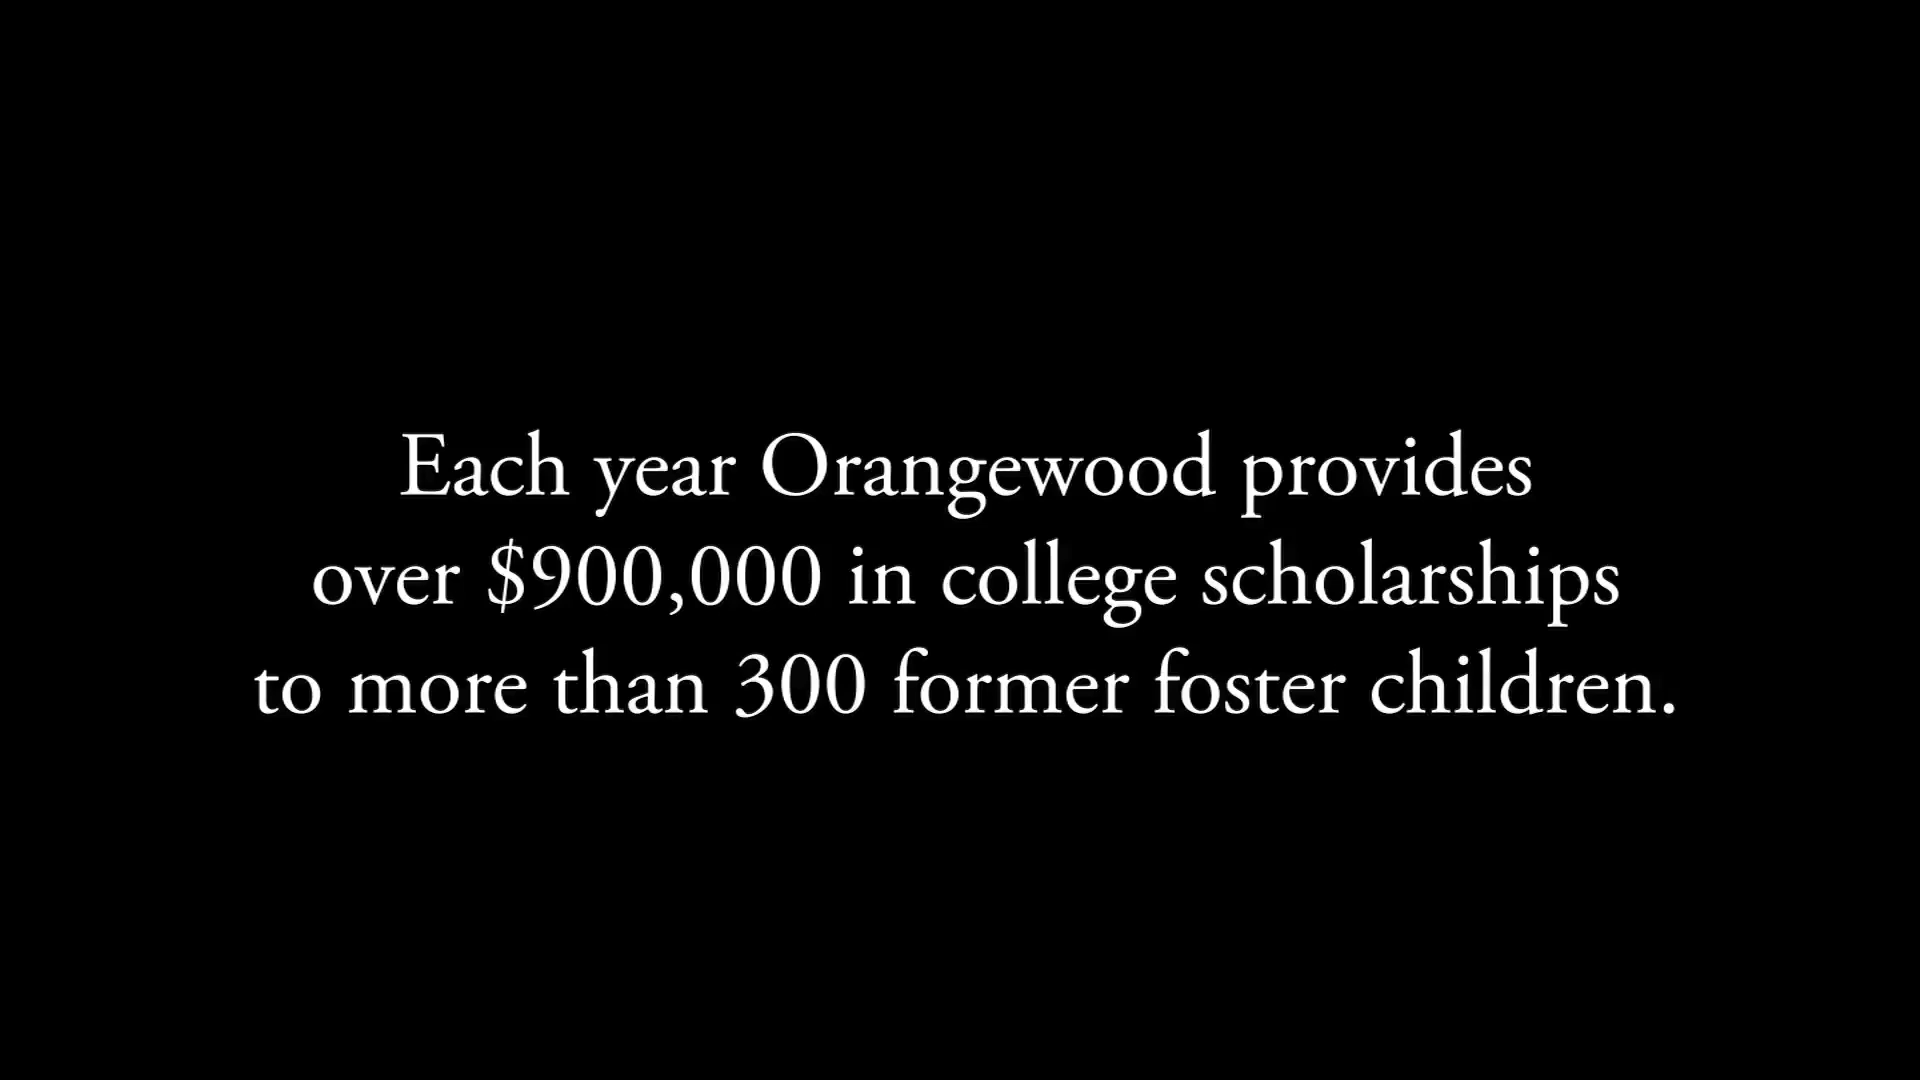 Each year Orangewood provides
over $900,000 in college scholarships
to more than 300 former foster children.